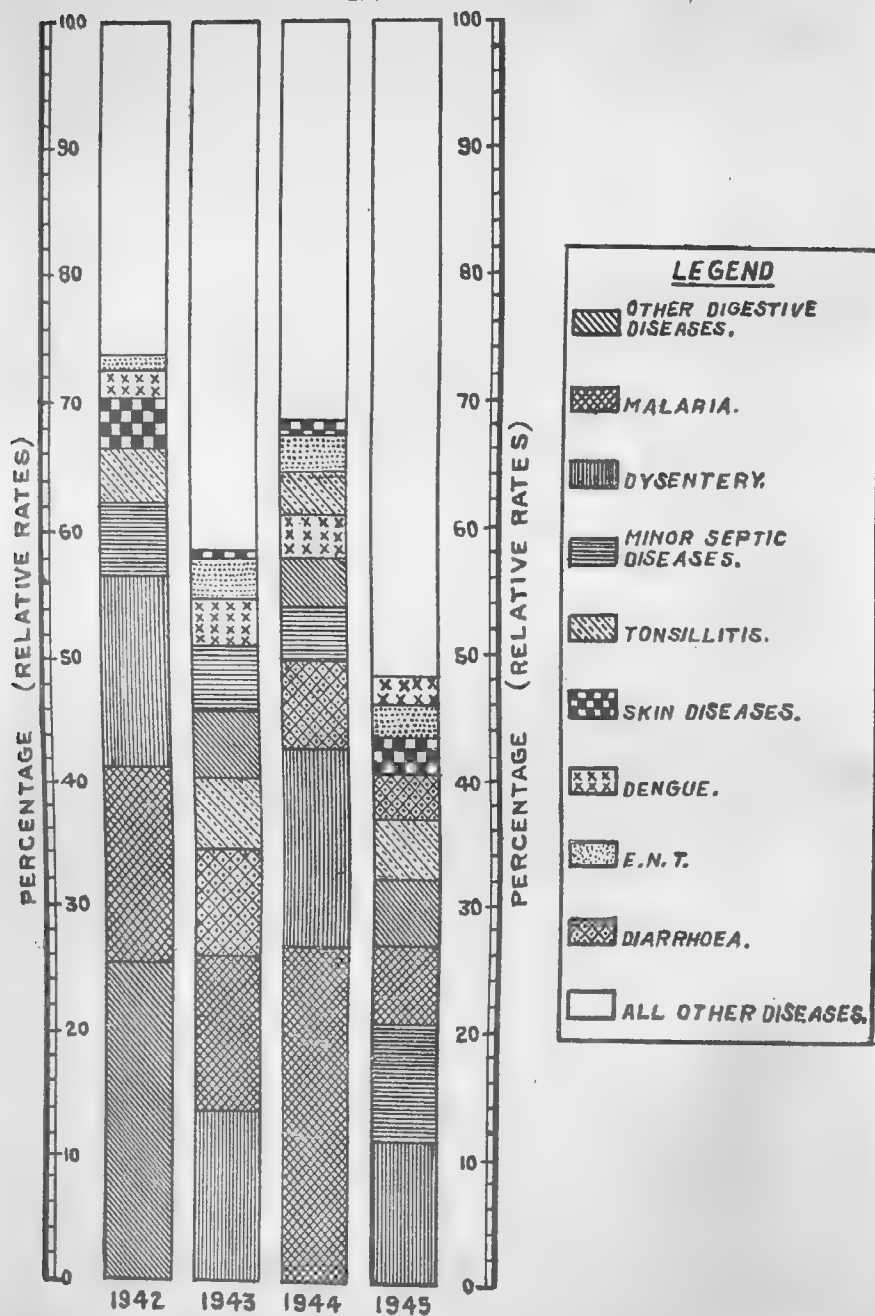 PERCENTAGE (RELATIVE RATES)
100
90
80
70
60
50
40
30
20
10
0
1942 1943 1944 1945
PERCENTAGE (RELATIVE RATES)
100
90
80
70
60
50
40
30
20
10
0
LEGEND
OTHER DIGESTIVE
DISEASES.
MALARIA.
DYSENTERY.
MINOR SEPTIC
DISEASES.
TONSILLITIS.
SKIN DISEASES.
DENGUE.
E.N.T.
DIARRHOEA.
ALL OTHER DISEASES.